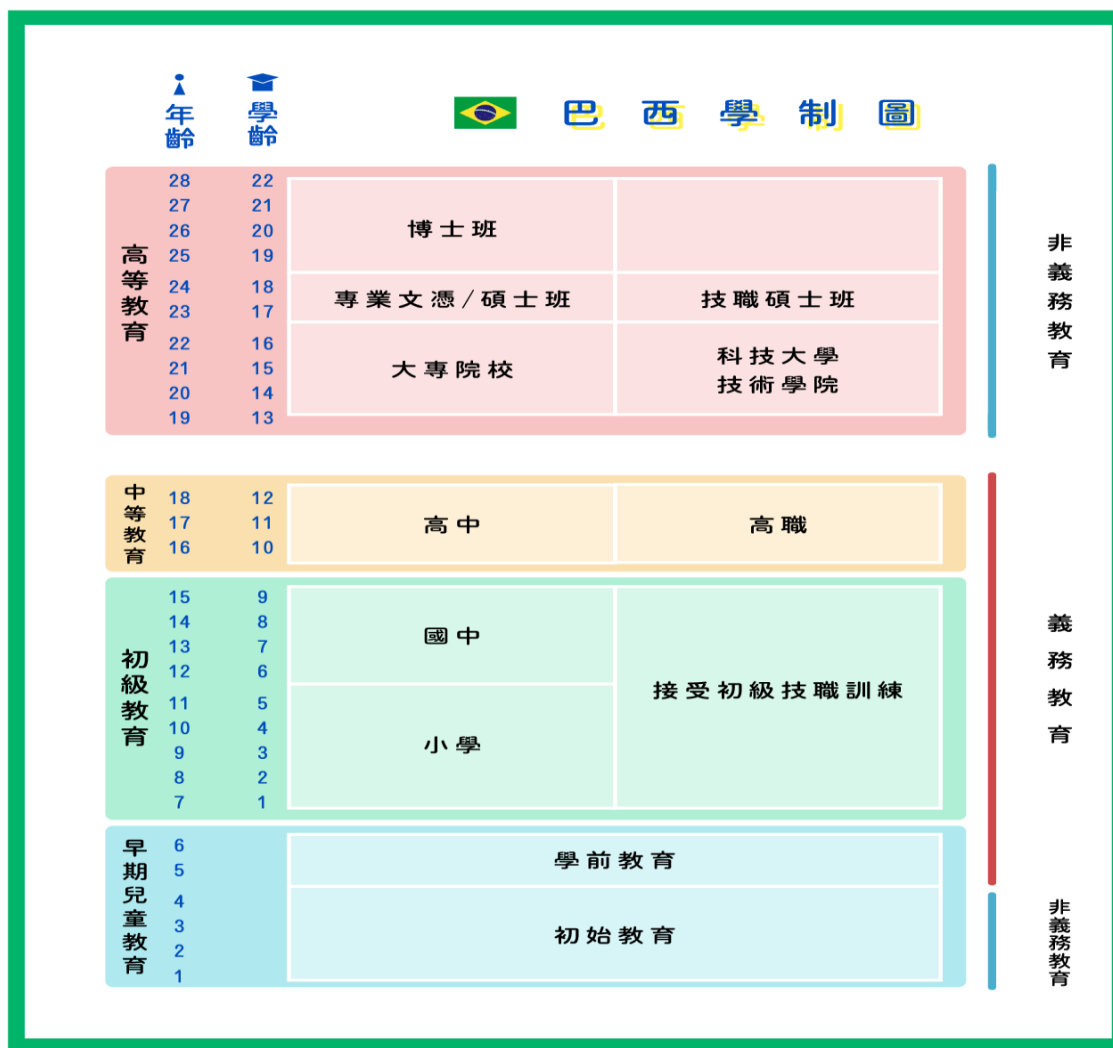 年齡
學齡
巴西學制圖
高等教育
28 22
27 21
26 20
25 19
博士班
24 18
23 17
專業文憑/碩士班
技職碩士班
22 16
21 15
20 14
19 13
大專院校
科技大學
技術學院
非義務教育
中等教育
18 12
17 11
16 10
高中
高職
初級教育
15 9
14 8
13 7
12 6
國中
11 5
10 4
9 3
8 2
7 1
小學
接受初級技職訓練
義務教育
早期兒童教育
6
5
學前教育
4
3
2
1
初始教育
非義務教育